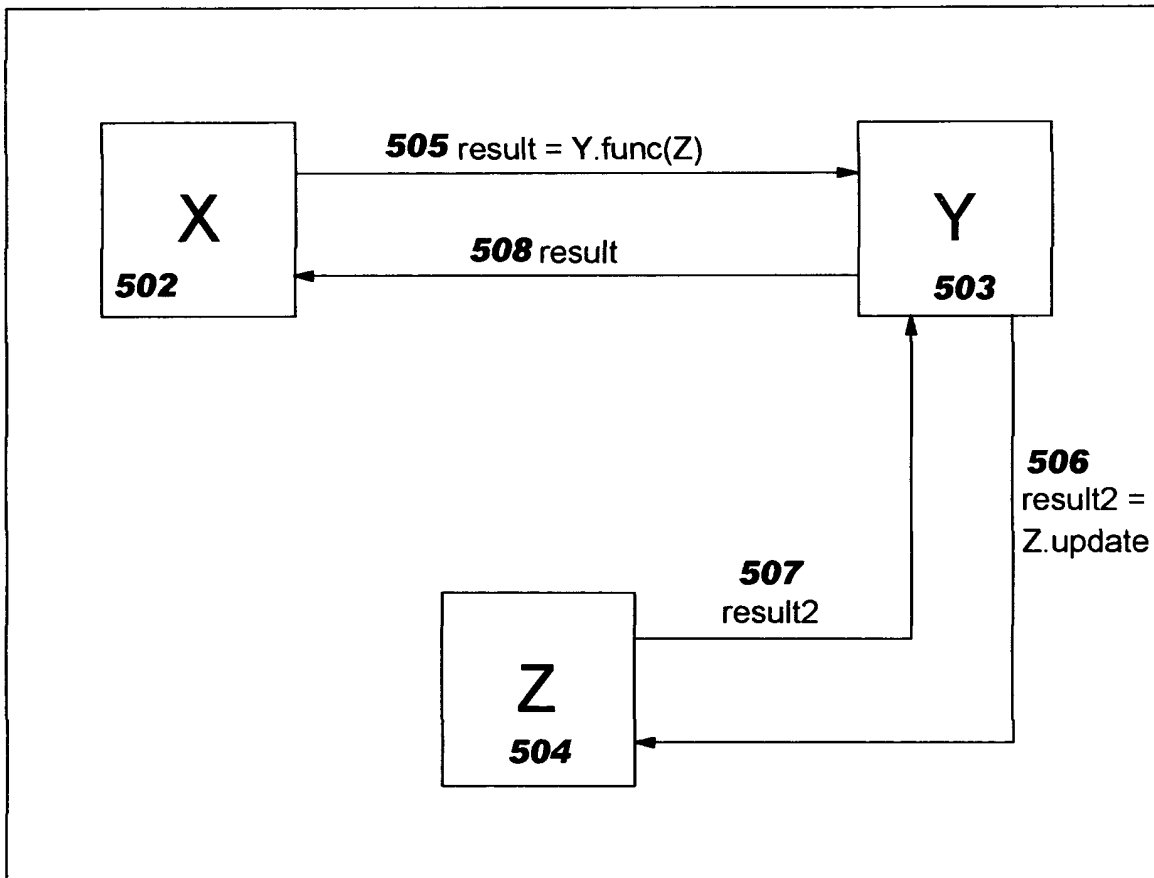 505 result = Y.func(Z)
X
502
508 result
Y
503
506
result2 =
Z.update
507
result2
Z
504